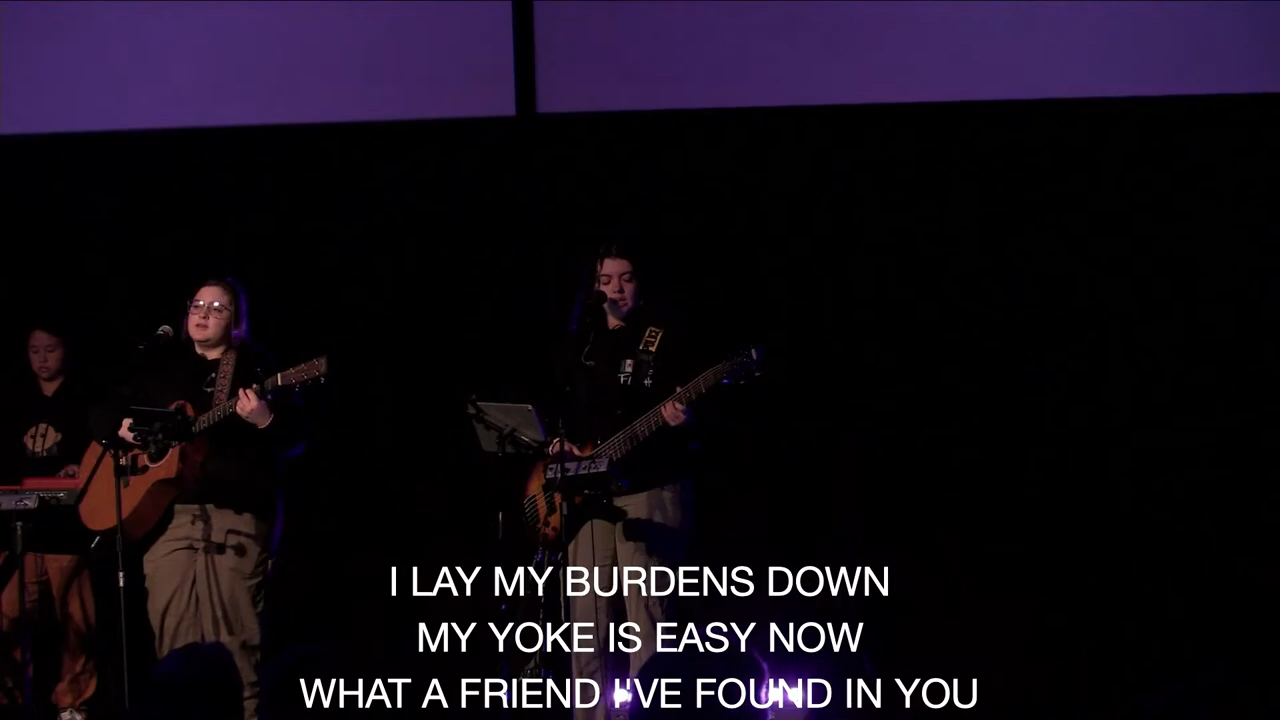 I LAY MY BURDENS DOWN
MY YOKE IS EASY NOW
WHAT A FRIEND I'VE FOUND IN YOU